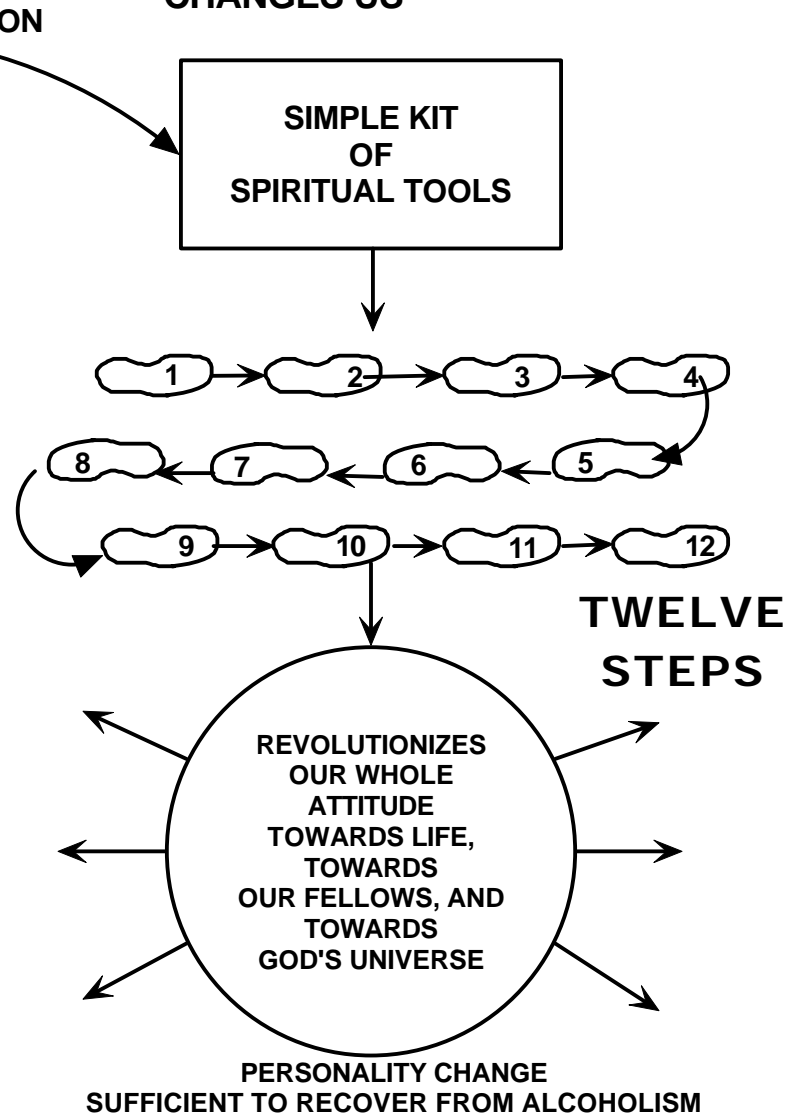 CHANGES US
ON
SIMPLE KIT
OF
SPIRITUAL TOOLS
1 2 3 4
8 7 6 5
9 10 11 12
TWELVE
STEPS
REVOLUTIONIZES
OUR WHOLE
ATTITUDE
TOWARDS LIFE,
TOWARDS
OUR FELLOWS, AND
TOWARDS
GOD'S UNIVERSE
PERSONALITY CHANGE
SUFFICIENT TO RECOVER FROM ALCOHOLISM